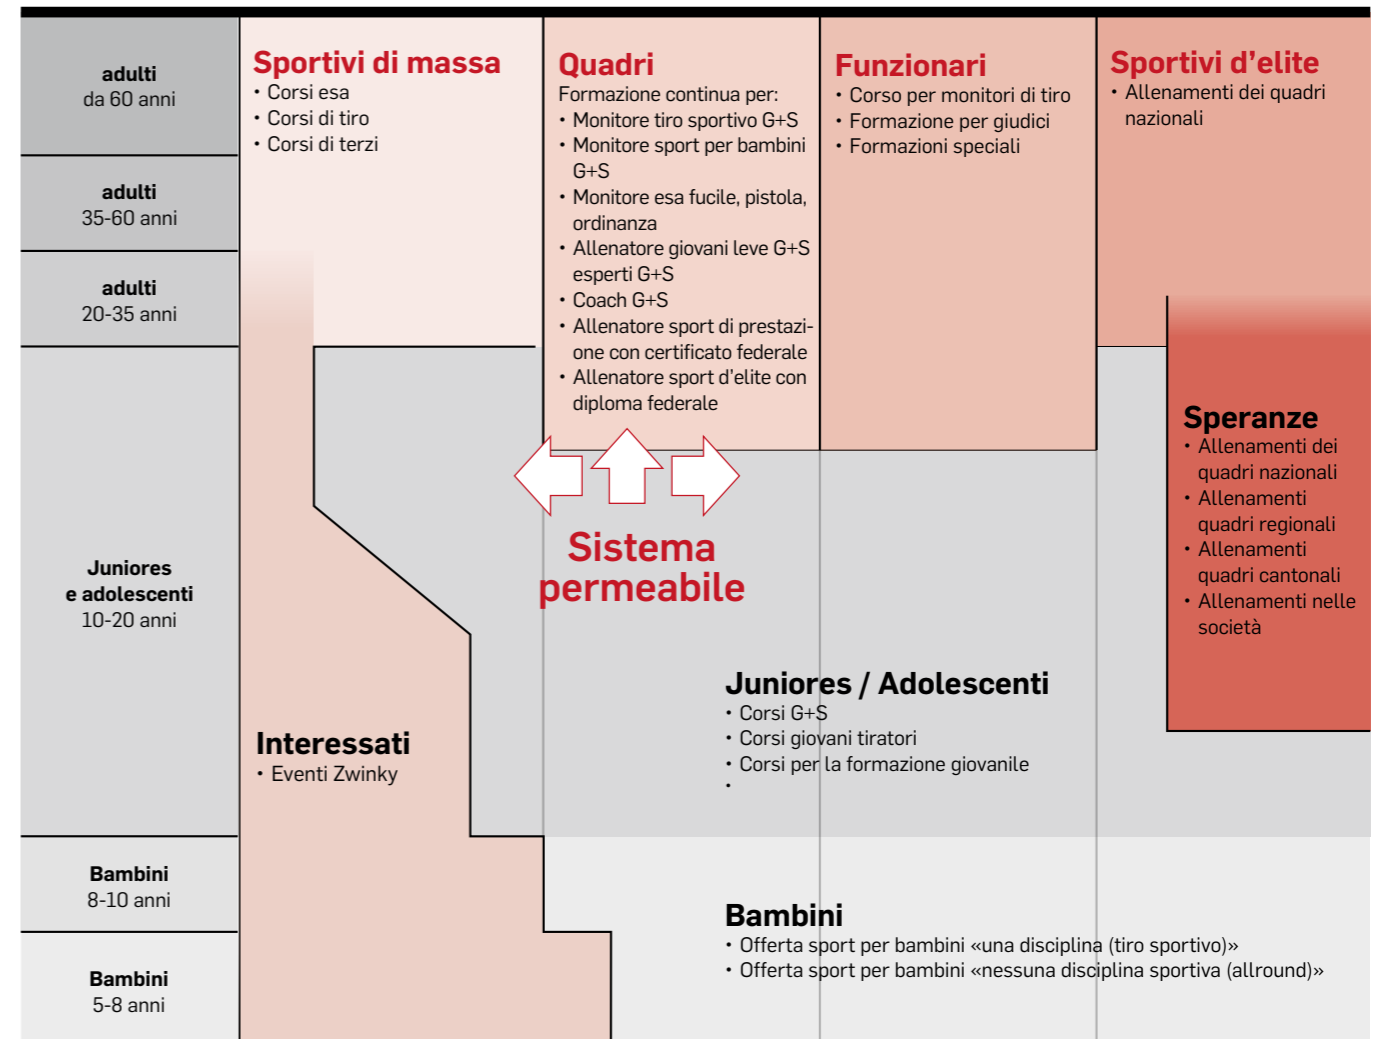 adulti
da 60 anni
adulti
35-60 anni
adulti
20-35 anni
Juniores
e adolescenti
10-20 anni
Bambini
8-10 anni
Bambini
5-8 anni
Sportivi di massa
• Corsi esa
• Corsi di tiro
• Corsi di terzi
Quadri
Formazione continua per:
• Monitore tiro sportivo G+S
• Monitore sport per bambini
G+S
• Monitore esa fucile, pistola,
ordinanza
• Allenatore giovani leve G+S
esperti G+S
• Coach G+S
• Allenatore sport di prestazi-
one con certificato federale
• Allenatore sport d'elite con
diploma federale
Funzionari
• Corso per monitori di tiro
• Formazione per giudici
• Formazioni speciali
Sportivi d'elite
• Allenamenti dei quadri
nazionali
Speranze
• Allenamenti dei
quadri nazionali
• Allenamenti
quadri regionali
• Allenamenti
quadri cantonali
• Allenamenti nelle
società
Sistema
permeabile
Juniores / Adolescenti
• Corsi G+S
• Corsi giovani tiratori
• Corsi per la formazione giovanile
•
Interessati
• Eventi Zwinky
Bambini
• Offerta sport per bambini «una disciplina (tiro sportivo)»
• Offerta sport per bambini «nessuna disciplina sportiva (allround)»